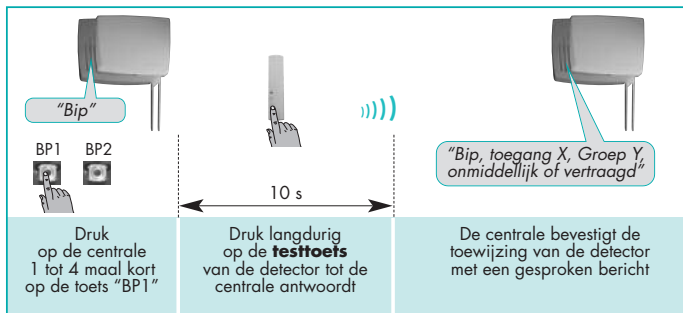 “Bip”
BP1 BP2
10 s
“Bip, toegang X, Groep Y,
onmiddellijk of vertraagd”
Druk
op de centrale
1 tot 4 maal kort
op de toets “BP1”
Druk langdurig
op de testtoets
van de detector tot de
centrale antwoordt
De centrale bevestigt de
toewijzing van de detector
met een gesproken bericht